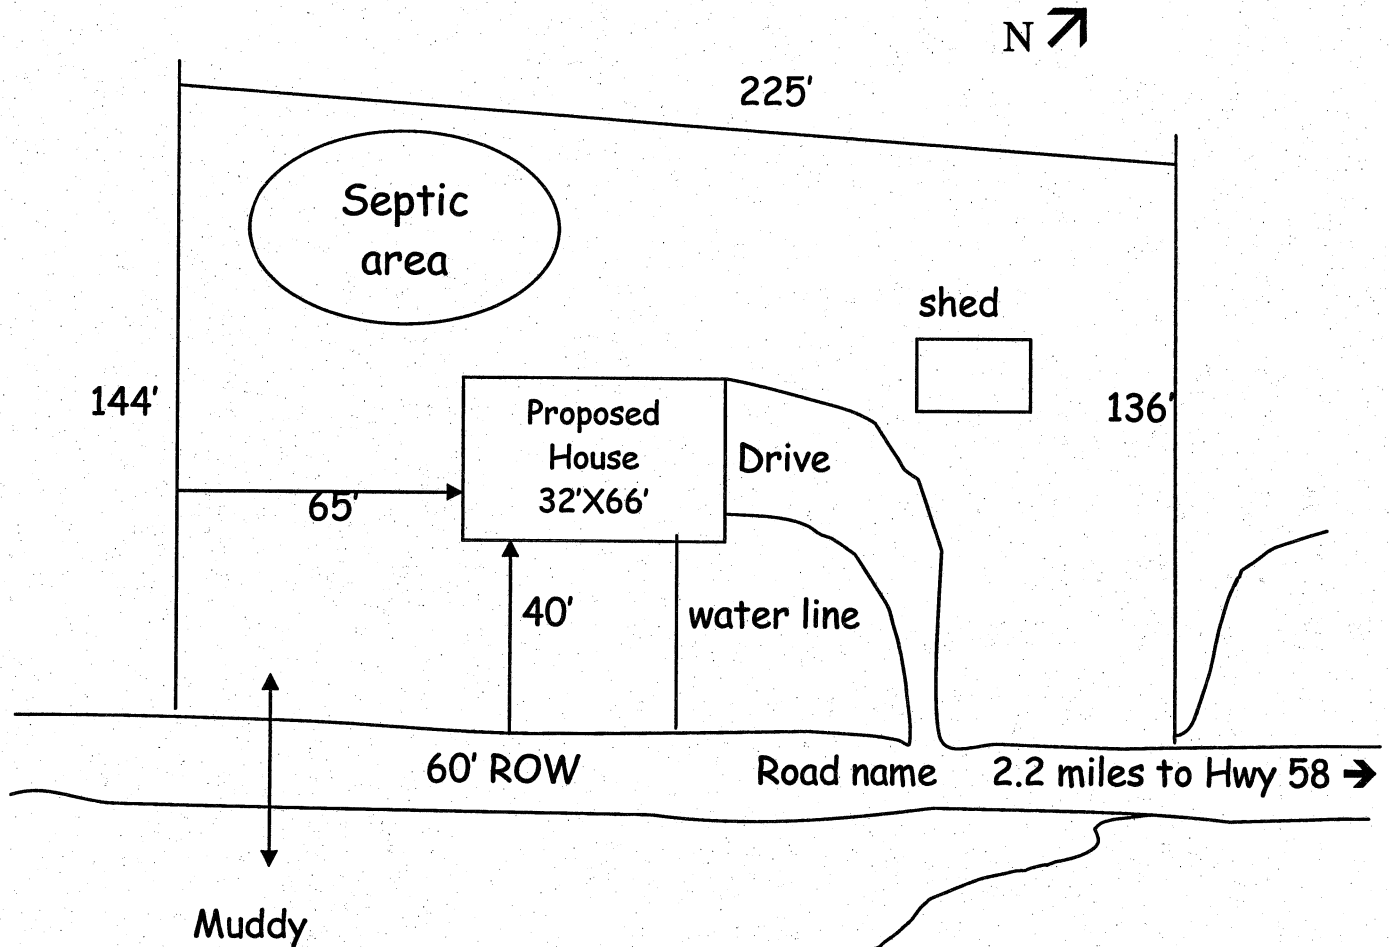 N
225'
Septic
area
shed
144'
136'
Proposed
House
32'X66'
Drive
65'
40'
water line
60' ROW
Road name
2.2 miles to Hwy 58
Muddy